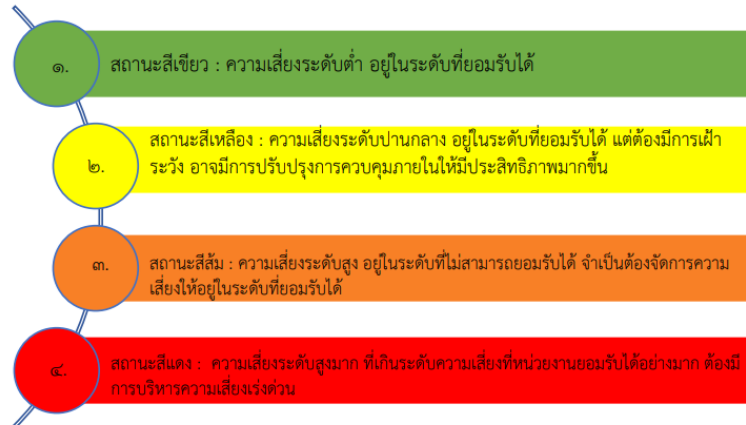 ๑. สถานะสีเขียว : ความเสี่ยงระดับต่ำ อยู่ในระดับที่ยอมรับได้
๒. สถานะสีเหลือง : ความเสี่ยงระดับปานกลาง อยู่ในระดับที่ยอมรับได้ แต่ต้องมีการเฝ้า
ระวัง อาจมีการปรับปรุงการควบคุมภายในให้มีประสิทธิภาพมากขึ้น
๓. สถานะสีส้ม : ความเสี่ยงระดับสูง อยู่ในระดับที่ไม่สามารถยอมรับได้ จำเป็นต้องจัดการความ
เสี่ยงให้อยู่ในระดับที่ยอมรับได้
๔. สถานะสีแดง : ความเสี่ยงระดับสูงมาก ที่เกินระดับความเสี่ยงที่หน่วยงานยอมรับได้อย่างมาก ต้องมี
การบริหารความเสี่ยงเร่งด่วน